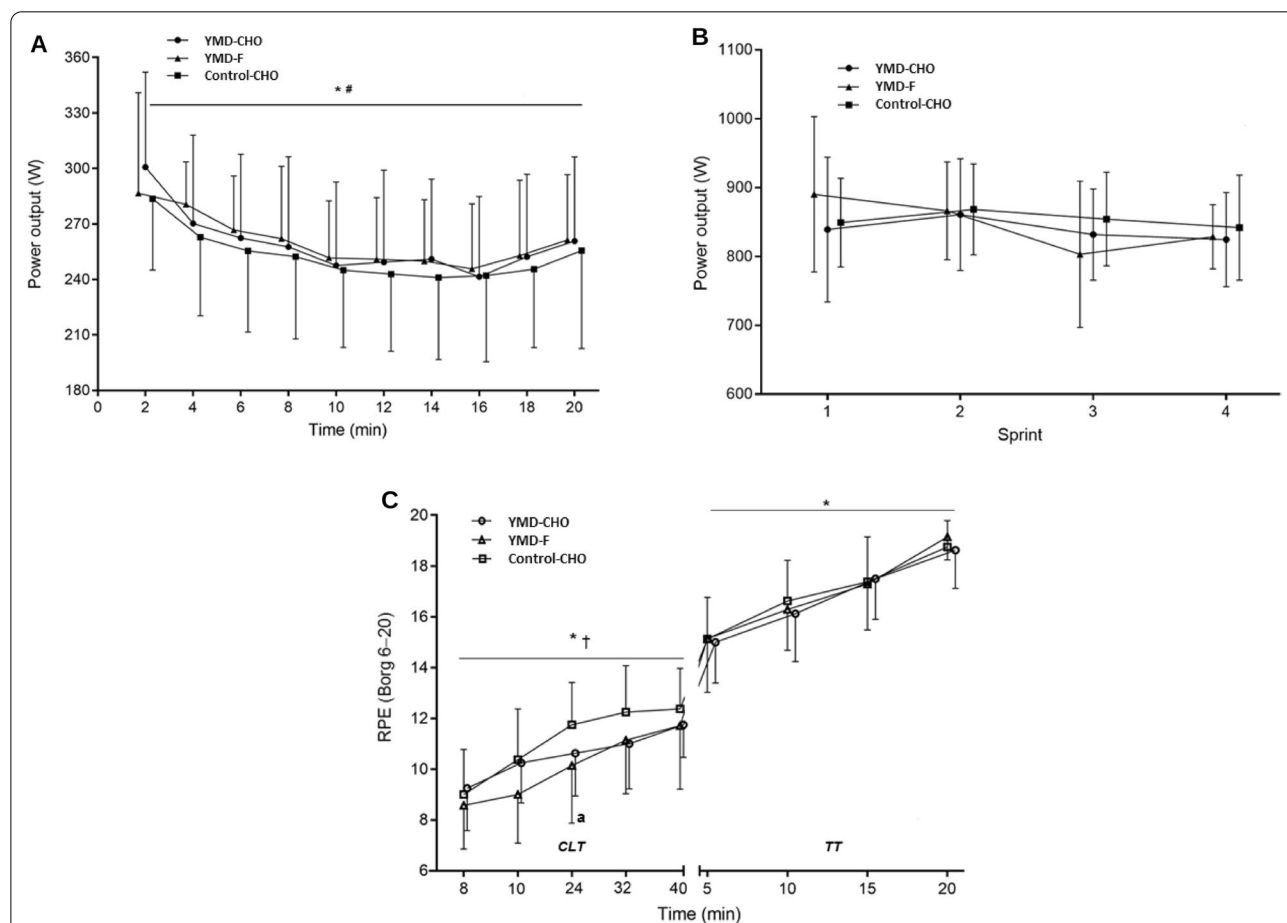 A
YMD-CHO
YMD-F
Control-CHO
* #
360
330
300
270
240
210
180
Power output (W)
0 2 4 6 8 10 12 14 16 18 20
Time (min)
B
YMD-CHO
YMD-F
Control-CHO
1100
1000
900
800
700
600
Power output (W)
1 2 3 4
Sprint
C
YMD-CHO
YMD-F
Control-CHO
*
* †
20
18
16
14
12
10
8
6
RPE (Borg 6–20)
a
CLT TT
8 10 24 32 40 5 10 15 20
Time (min)